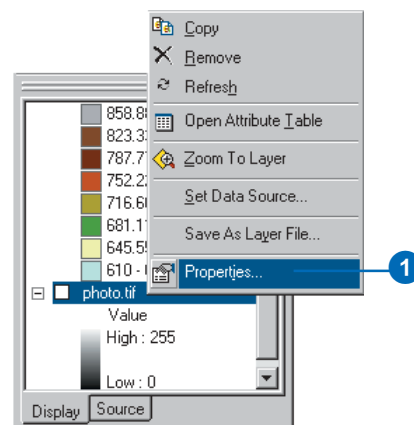 Copy
Remove
Refresh
Open Attribute Table
Zoom To Layer
Set Data Source...
Save As Layer File...
Properties...
1
858.8
823.3
787.7
752.2
716.6
681.1
645.5
610 -
photo.tif
Value
High : 255
Low : 0
Display
Source